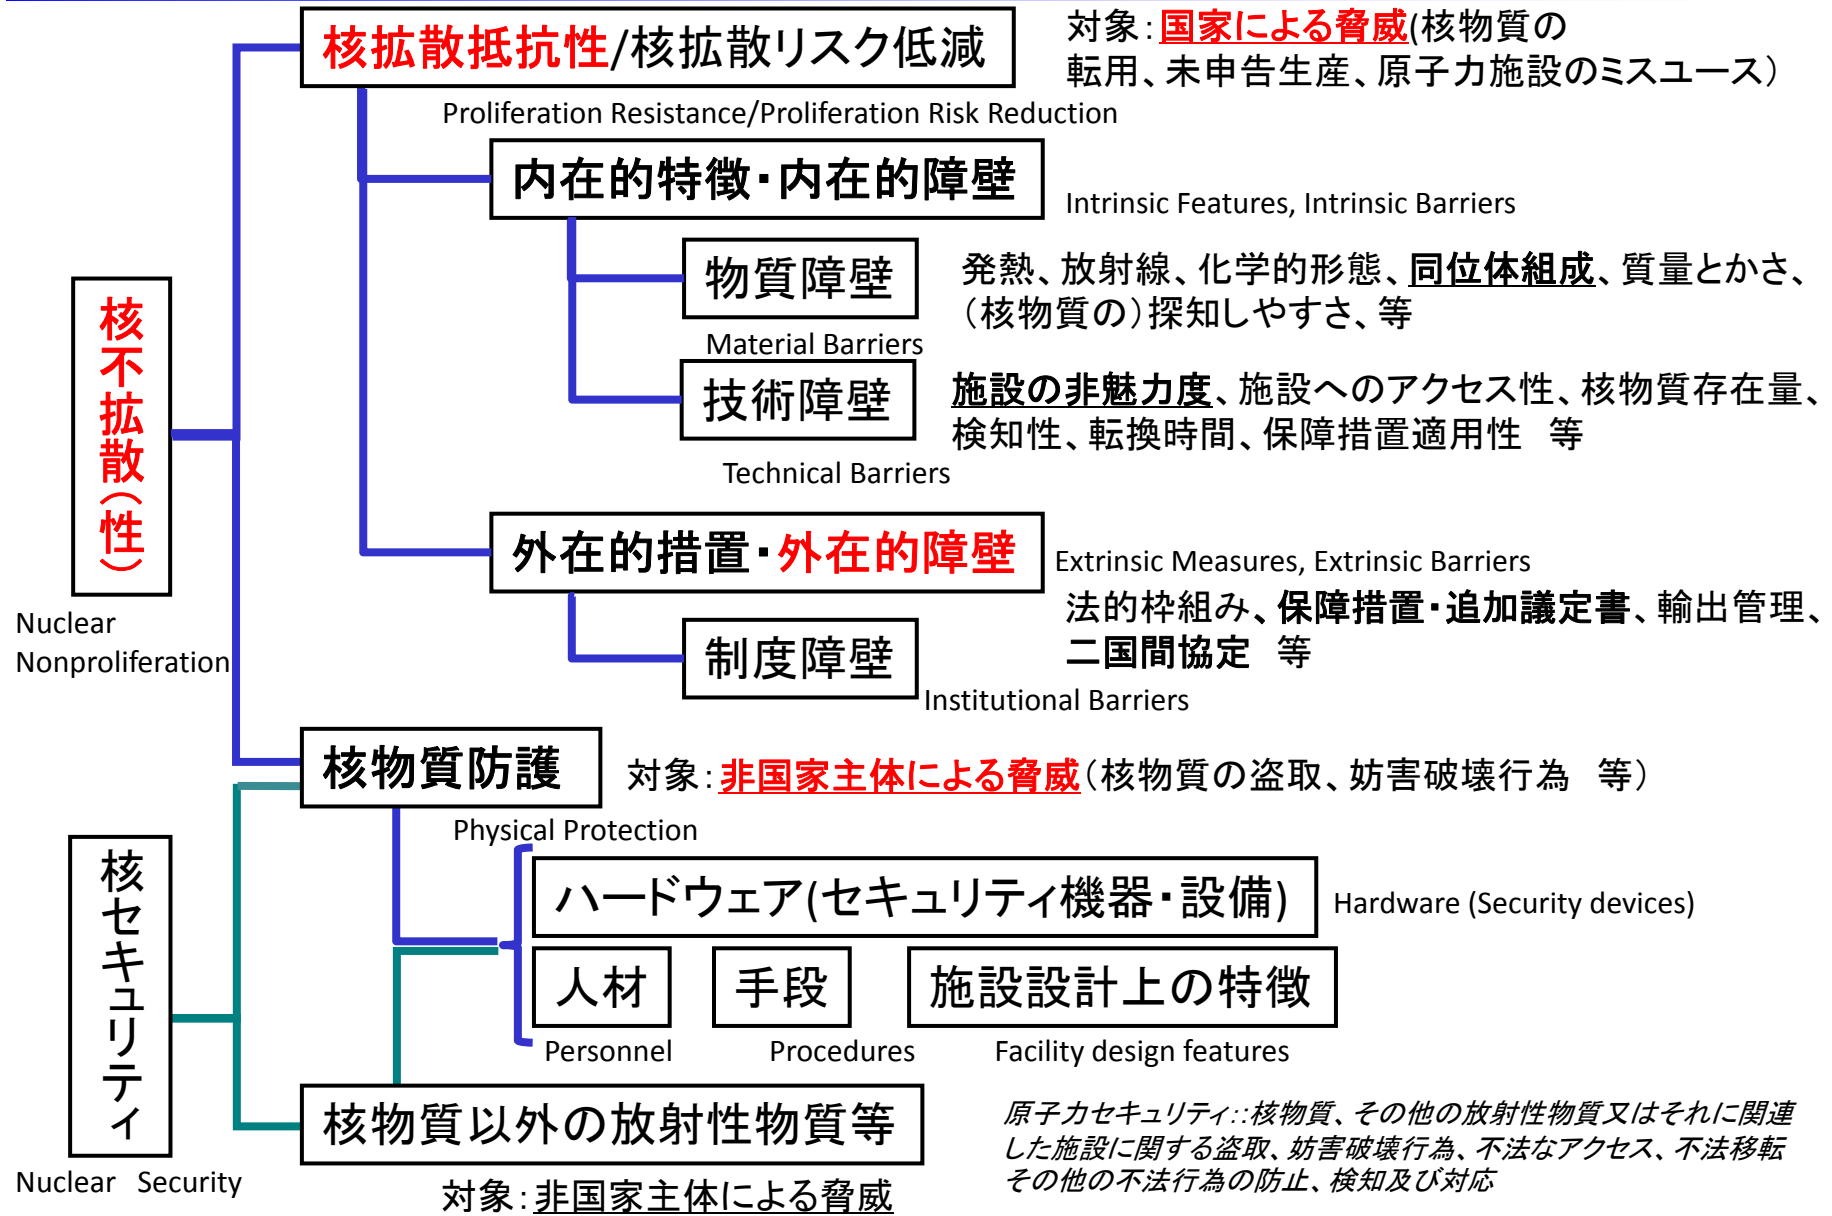 核拡散抵抗性/核拡散リスク低減
対象：国家による脅威(核物質の
転用、未申告生産、原子力施設のミスユース）
Proliferation Resistance/Proliferation Risk Reduction
内在的特徴・内在的障壁
Intrinsic Features, Intrinsic Barriers
物質障壁
発熱、放射線、化学的形態、同位体組成、質量とかさ、
（核物質の）探知しやすさ、等
Material Barriers
技術障壁
施設の非魅力度、施設へのアクセス性、核物質存在量、
検知性、転換時間、保障措置適用性　等
Technical Barriers
核不拡散（性）
Nuclear
Nonproliferation
外在的措置・外在的障壁
Extrinsic Measures, Extrinsic Barriers
法的枠組み、保障措置・追加議定書、輸出管理、
二国間協定　等
制度障壁
Institutional Barriers
核物質防護
対象：非国家主体による脅威（核物質の盗取、妨害破壊行為　等）
Physical Protection
ハードウェア(セキュリティ機器・設備)
Hardware (Security devices)
人材
手段
施設設計上の特徴
Personnel
Procedures
Facility design features
核セキュリティ
Nuclear Security
核物質以外の放射性物質等
対象：非国家主体による脅威
原子力セキュリティ::核物質、その他の放射性物質又はそれに関連
した施設に関する盗取、妨害破壊行為、不法なアクセス、不法移転
その他の不法行為の防止、検知及び対応